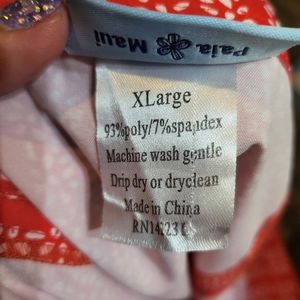 Paia
Maui
XLarge
93%poly/7%spandex
Machine wash gentle
Drip dry or dryclean
Made in China